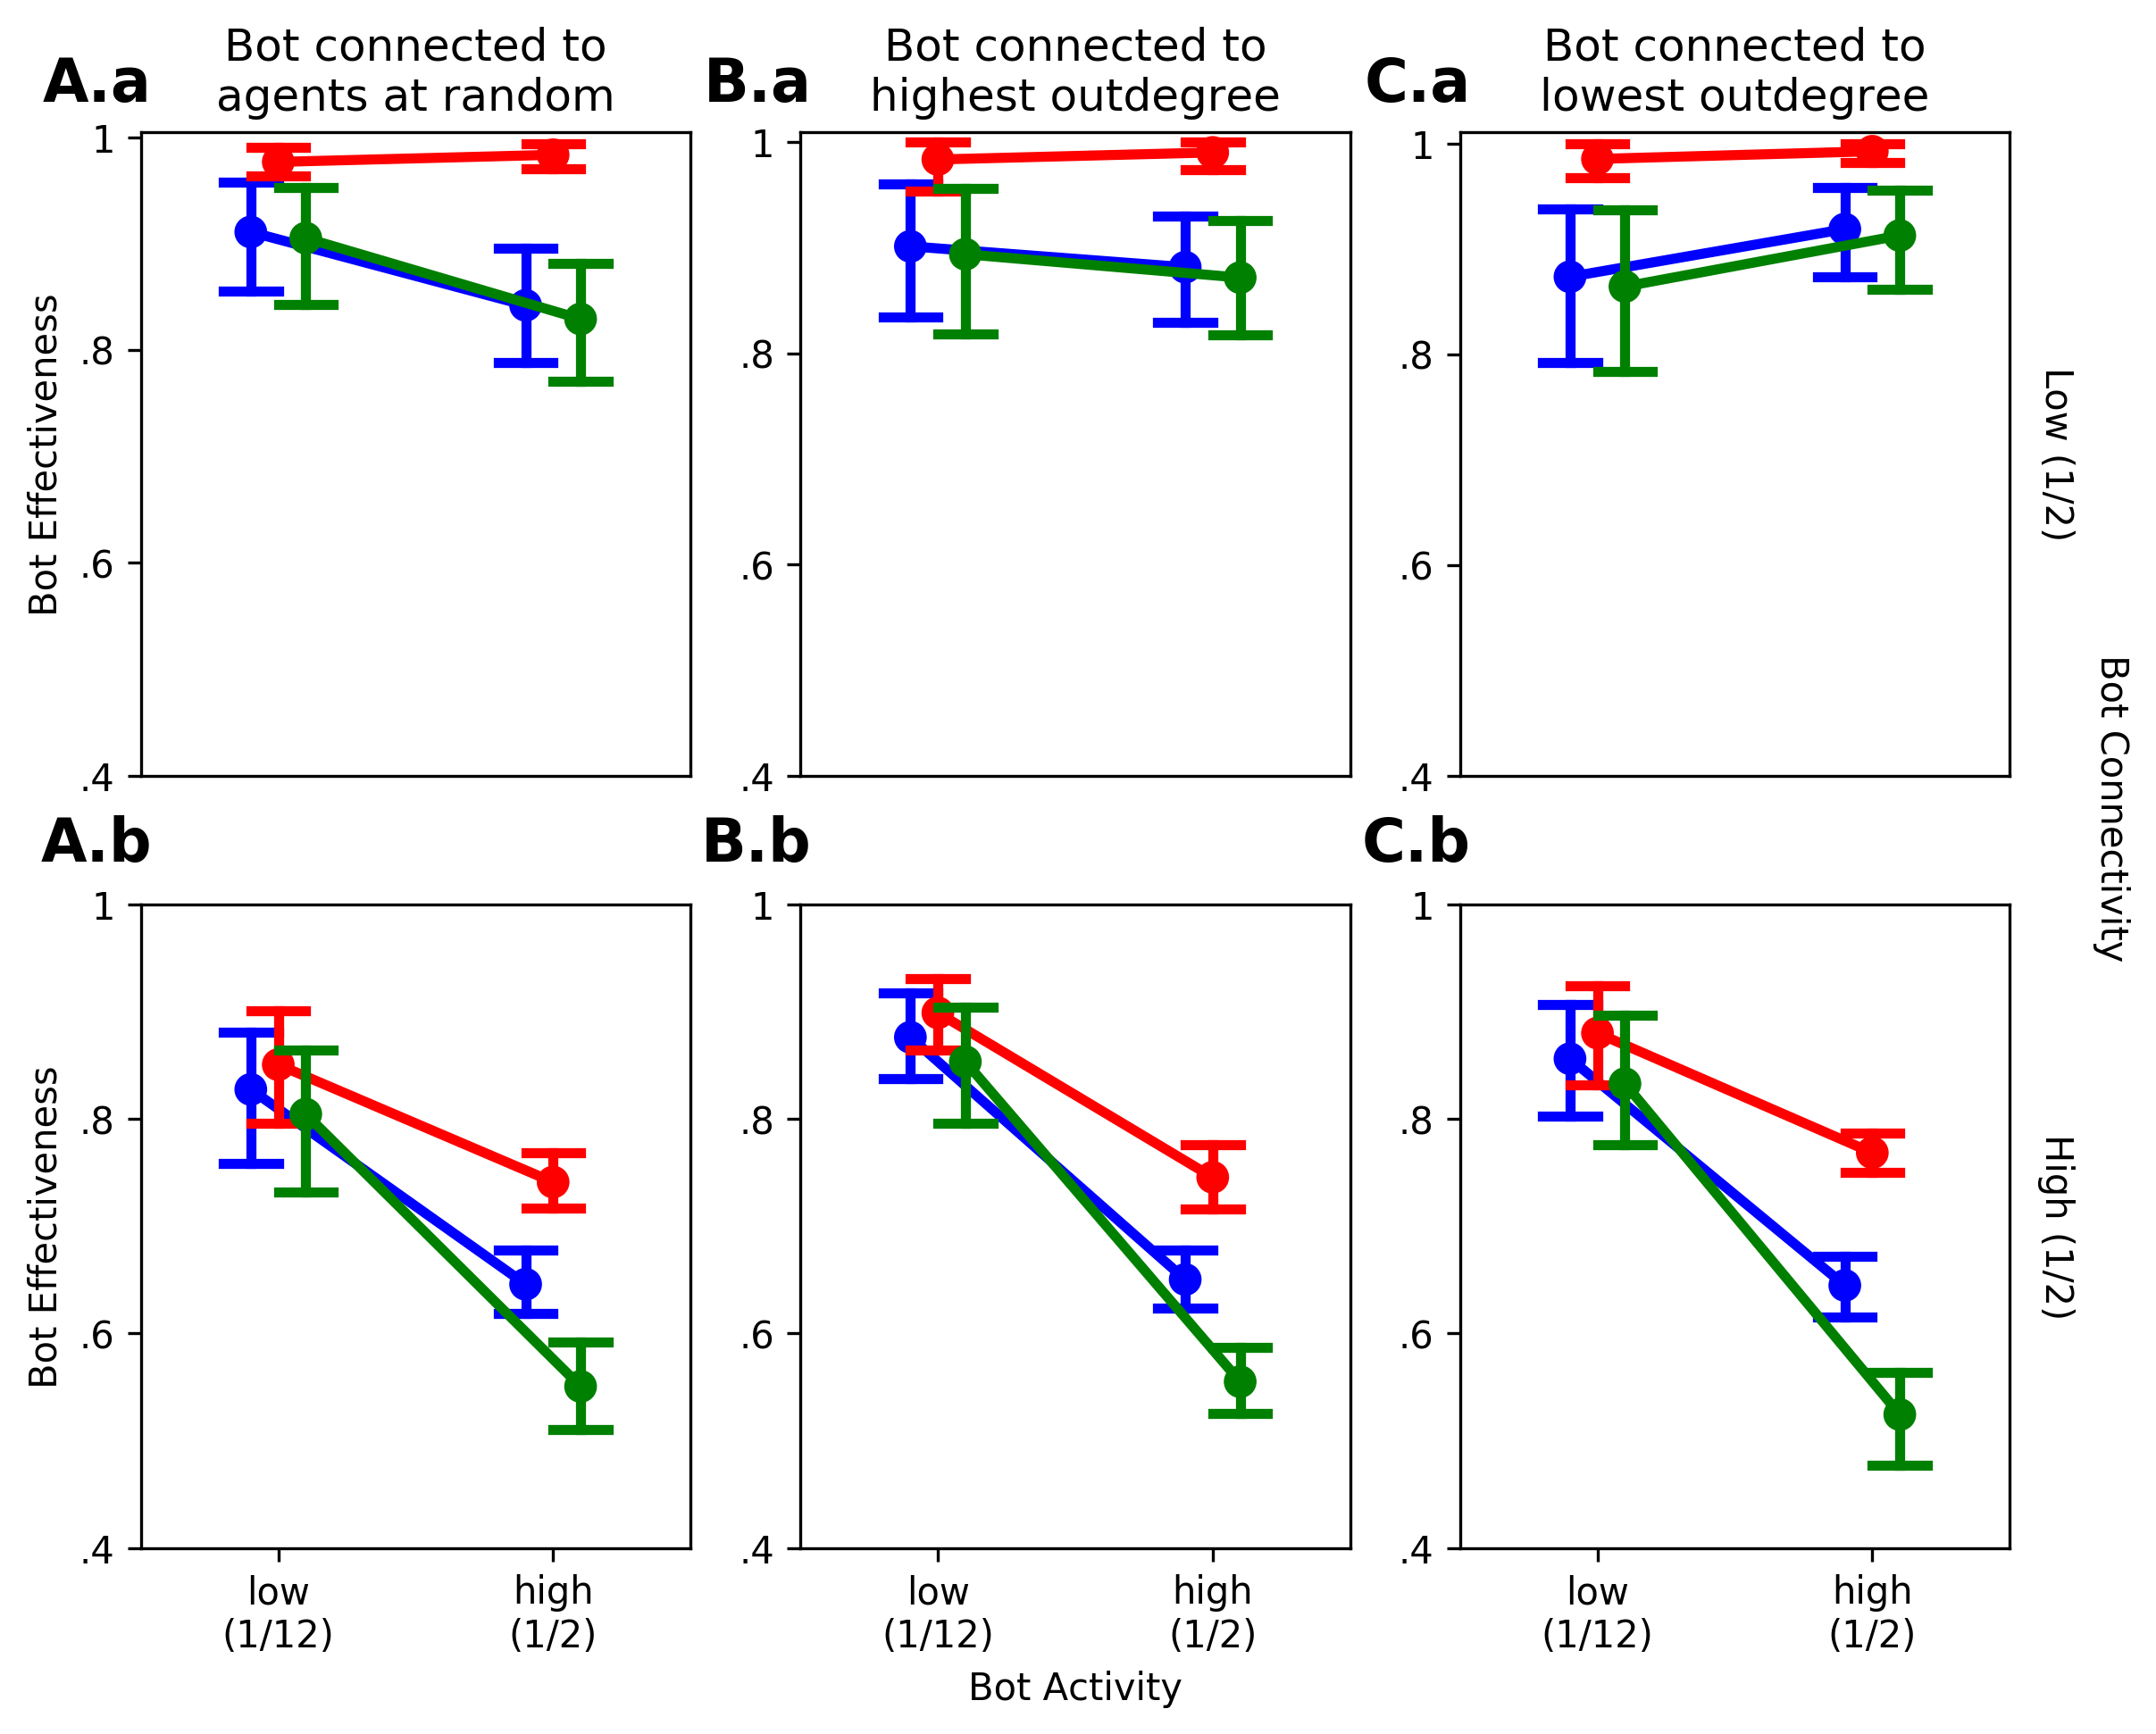 A.a
Bot connected to
agents at random
B.a
Bot connected to
highest outdegree
C.a
Bot connected to
lowest outdegree
Bot Effectiveness
1
.8
.6
.4
1
.8
.6
.4
1
.8
.6
.4
Low (1/2)
Bot Connectivity
A.b
B.b
C.b
Bot Effectiveness
1
.8
.6
.4
1
.8
.6
.4
1
.8
.6
.4
High (1/2)
low
(1/12)
high
(1/2)
low
(1/12)
high
(1/2)
low
(1/12)
high
(1/2)
Bot Activity